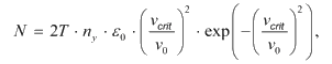 N = 2T · n_y · ε_0 · (v_crit / v_0)^2 · exp(−(v_crit / v_0)^2),